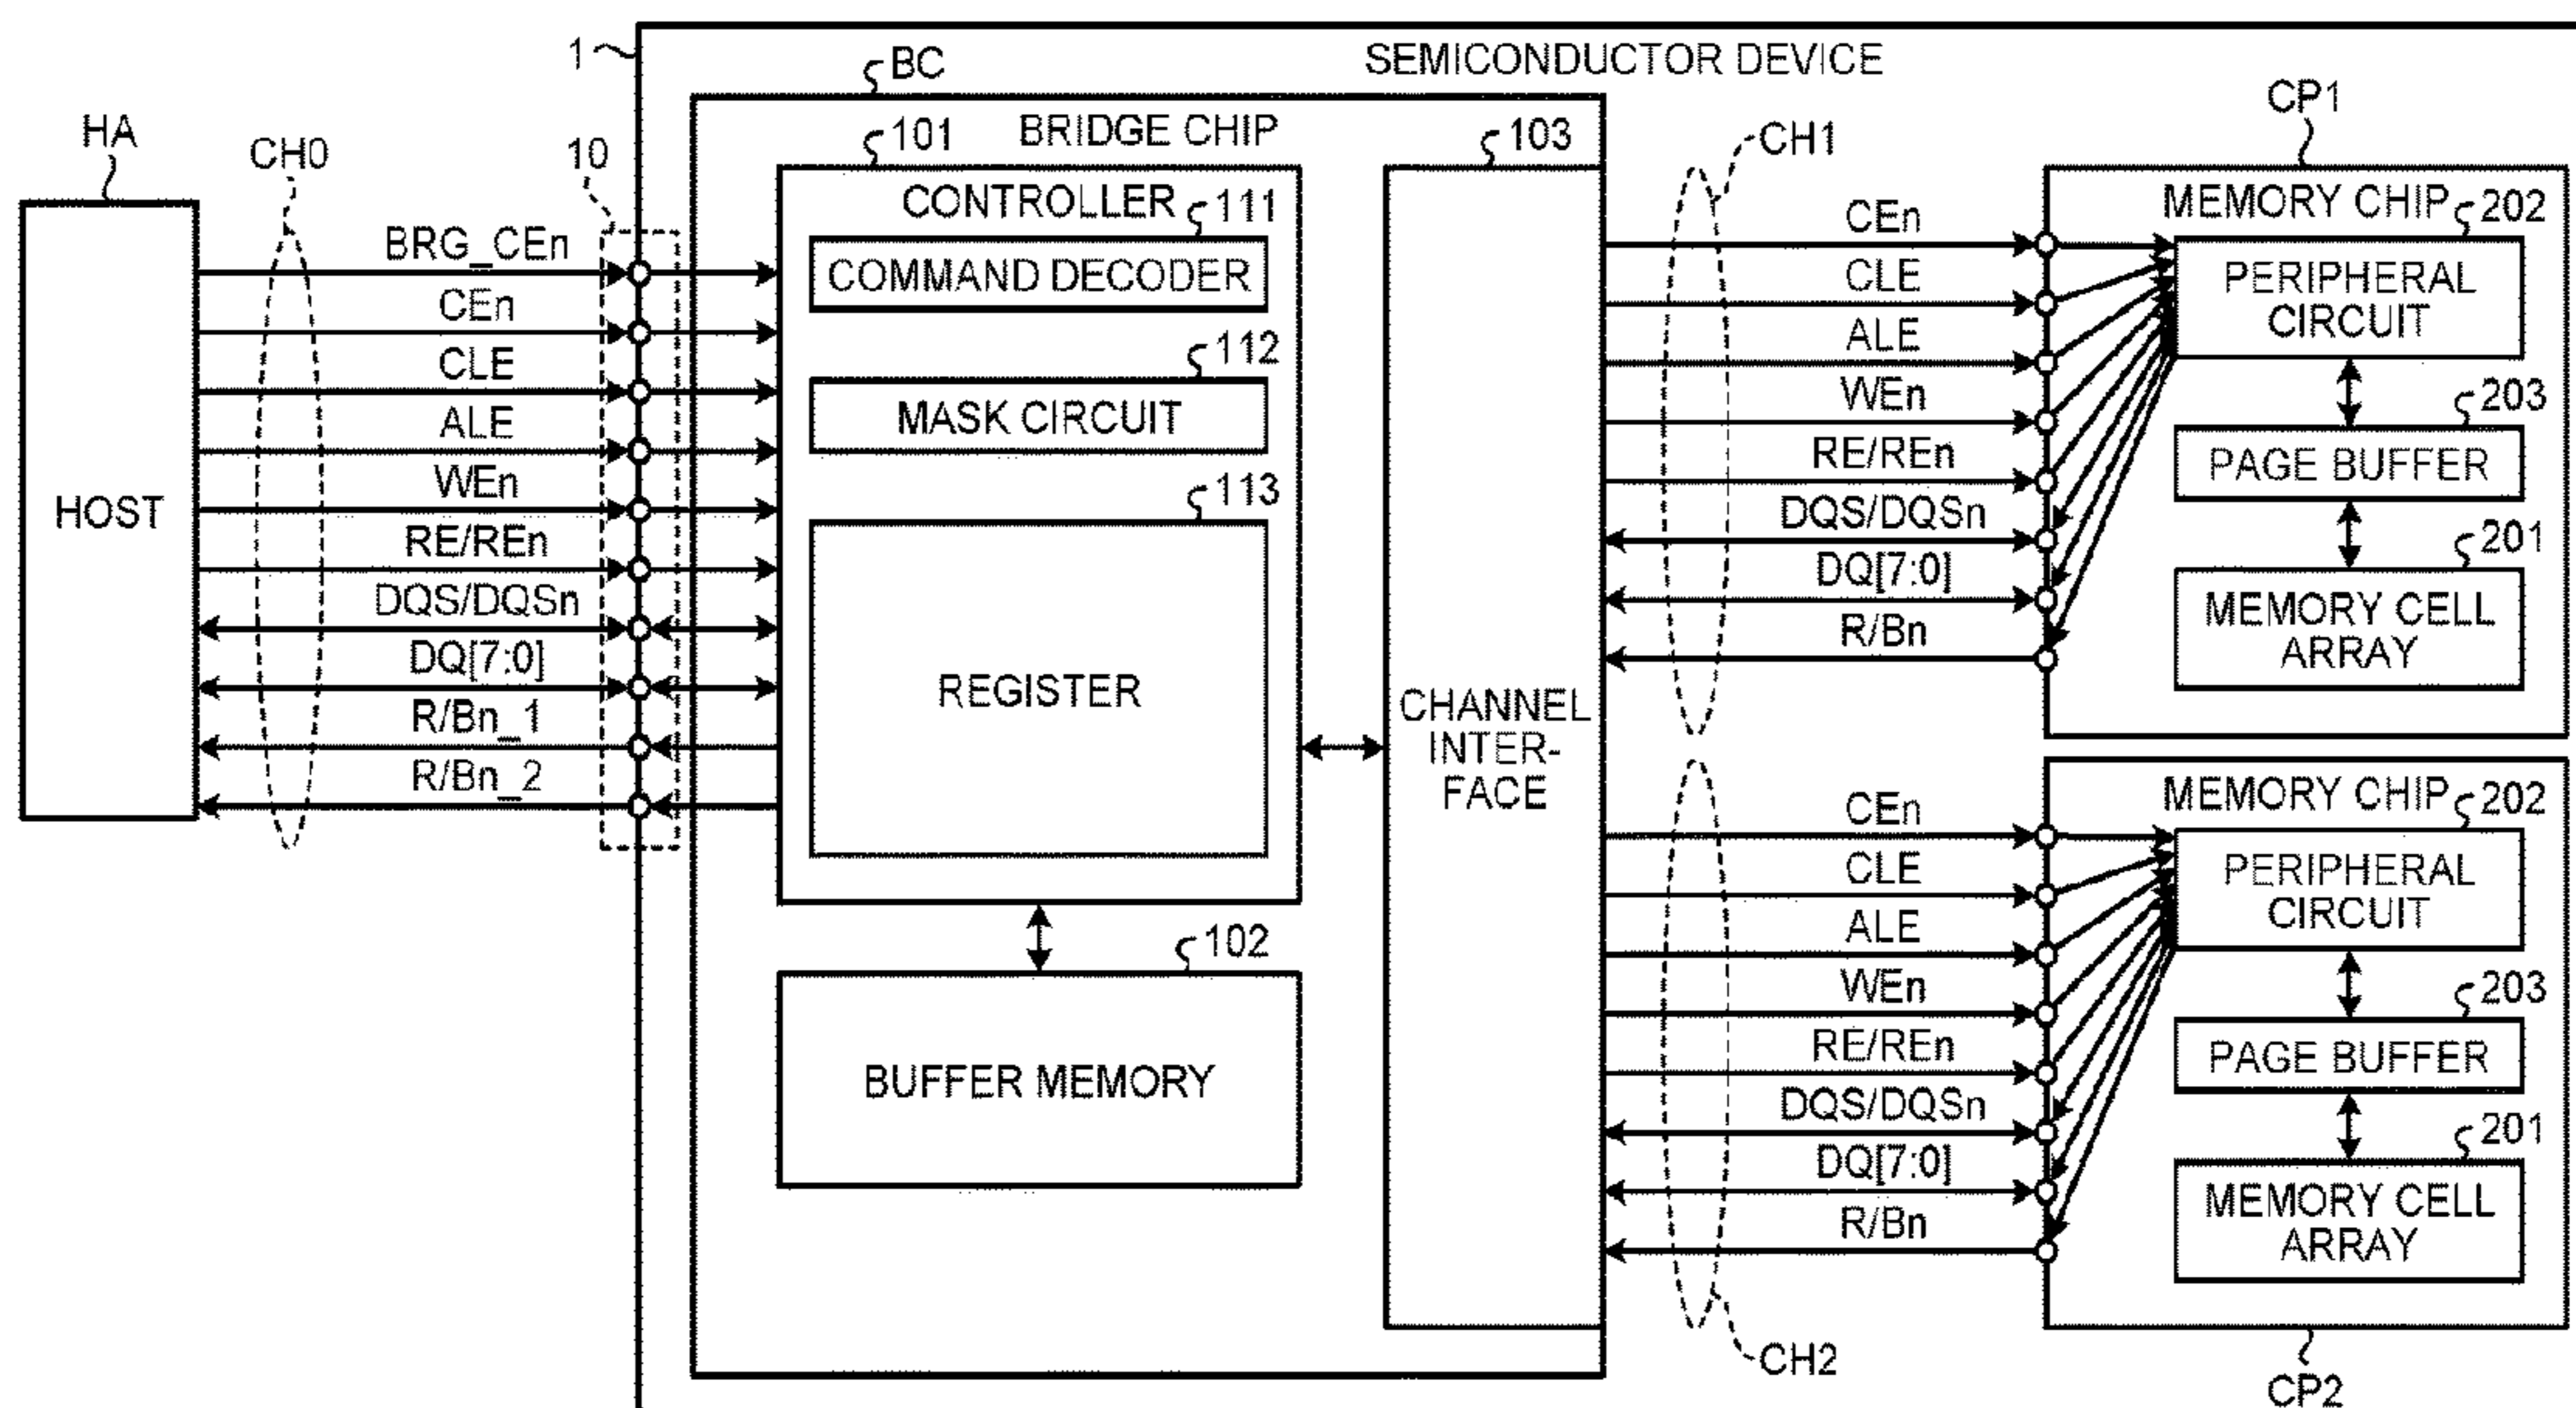 1
SEMICONDUCTOR DEVICE
BC
BRIDGE CHIP
HA
HOST
CH0
10
BRG_CEn
CEn
CLE
ALE
WEn
RE/REn
DQS/DQSn
DQ[7:0]
R/Bn_1
R/Bn_2
101
CONTROLLER
111
COMMAND DECODER
112
MASK CIRCUIT
113
REGISTER
102
BUFFER MEMORY
103
CHANNEL
INTER-
FACE
CH1
CEn
CLE
ALE
WEn
RE/REn
DQS/DQSn
DQ[7:0]
R/Bn
CP1
MEMORY CHIP
202
PERIPHERAL
CIRCUIT
203
PAGE BUFFER
201
MEMORY CELL
ARRAY
CEn
CLE
ALE
WEn
RE/REn
DQS/DQSn
DQ[7:0]
R/Bn
CH2
MEMORY CHIP
202
PERIPHERAL
CIRCUIT
203
PAGE BUFFER
201
MEMORY CELL
ARRAY
CP2